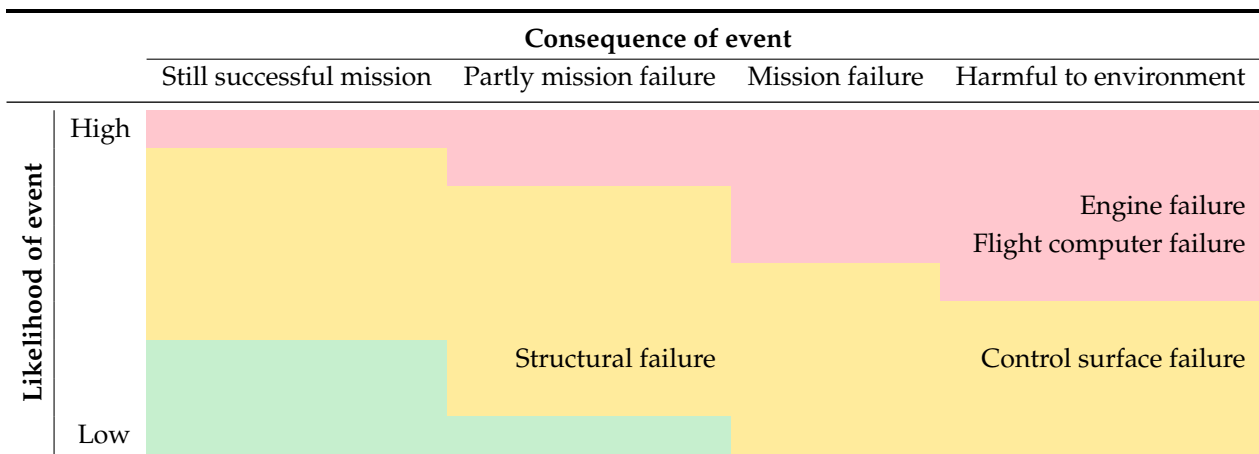 Consequence of event
Still successful mission Partly mission failure Mission failure Harmful to environment
Likelihood of event
High
Engine failure
Flight computer failure
Structural failure Control surface failure
Low